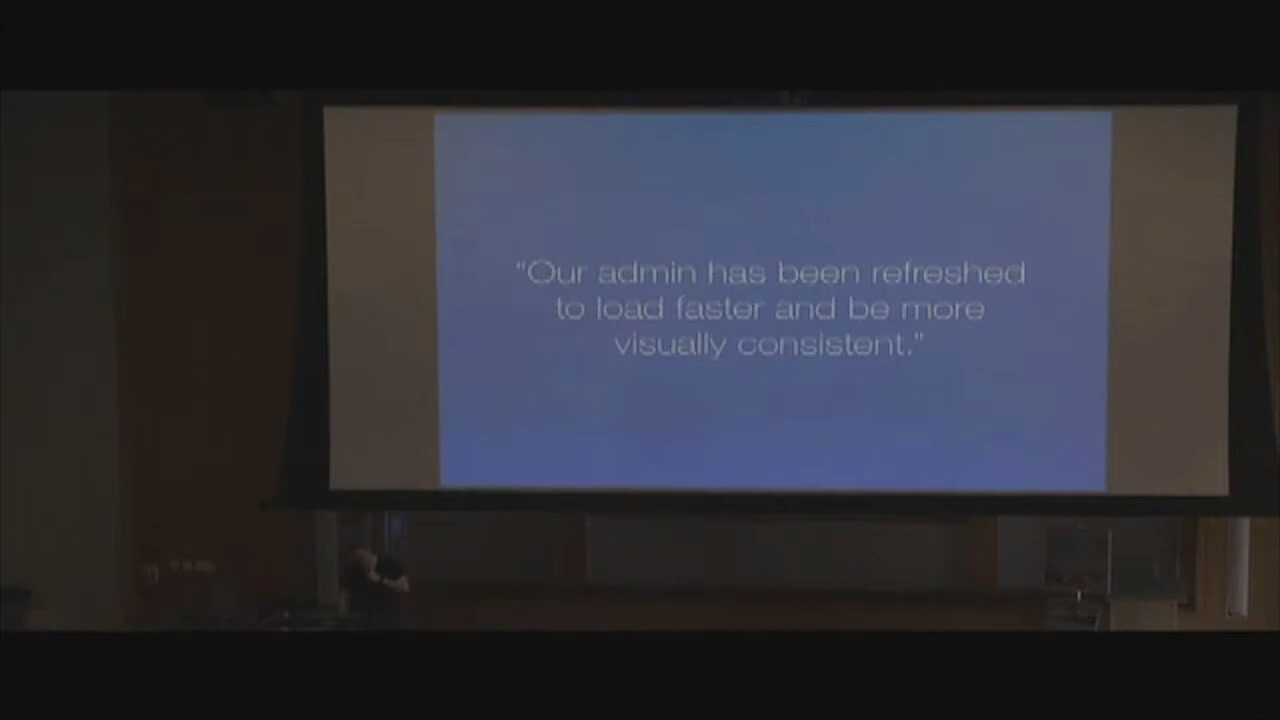 "Our admin has been refreshed
to load faster and be more
visually consistent."